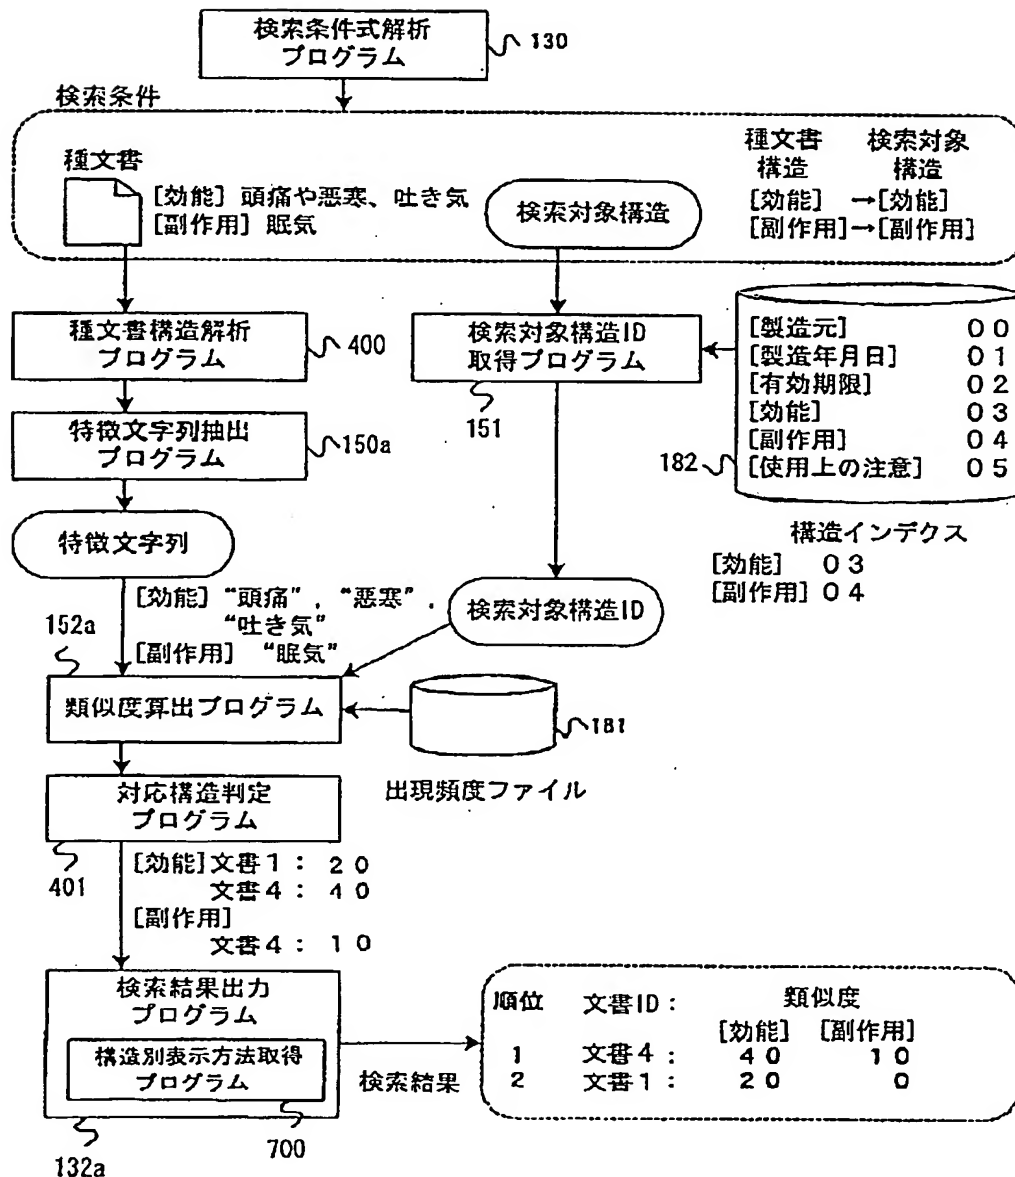 検索条件式解析
プログラム
130
検索条件
種文書
[効能] 頭痛や悪寒、吐き気
[副作用] 眠気
検索対象構造
種文書 検索対象
構造 構造
[効能] →[効能]
[副作用]→[副作用]
種文書構造解析
プログラム
400
検索対象構造ID
取得プログラム
151
[製造元] 00
[製造年月日] 01
[有効期限] 02
[効能] 03
[副作用] 04
[使用上の注意] 05
182
構造インデクス
特徴文字列抽出
プログラム
150a
特徴文字列
[効能] 03
[副作用] 04
[効能] “頭痛”, “悪寒”,
“吐き気”
[副作用] “眠気”
検索対象構造ID
152a
類似度算出プログラム
181
出現頻度ファイル
対応構造判定
プログラム
401
[効能]文書1: 20
文書4: 40
[副作用]
文書4: 10
検索結果出力
プログラム
構造別表示方法取得
プログラム
700
132a
検索結果
順位 文書ID: 類似度
[効能] [副作用]
1 文書4: 40 10
2 文書1: 20 0